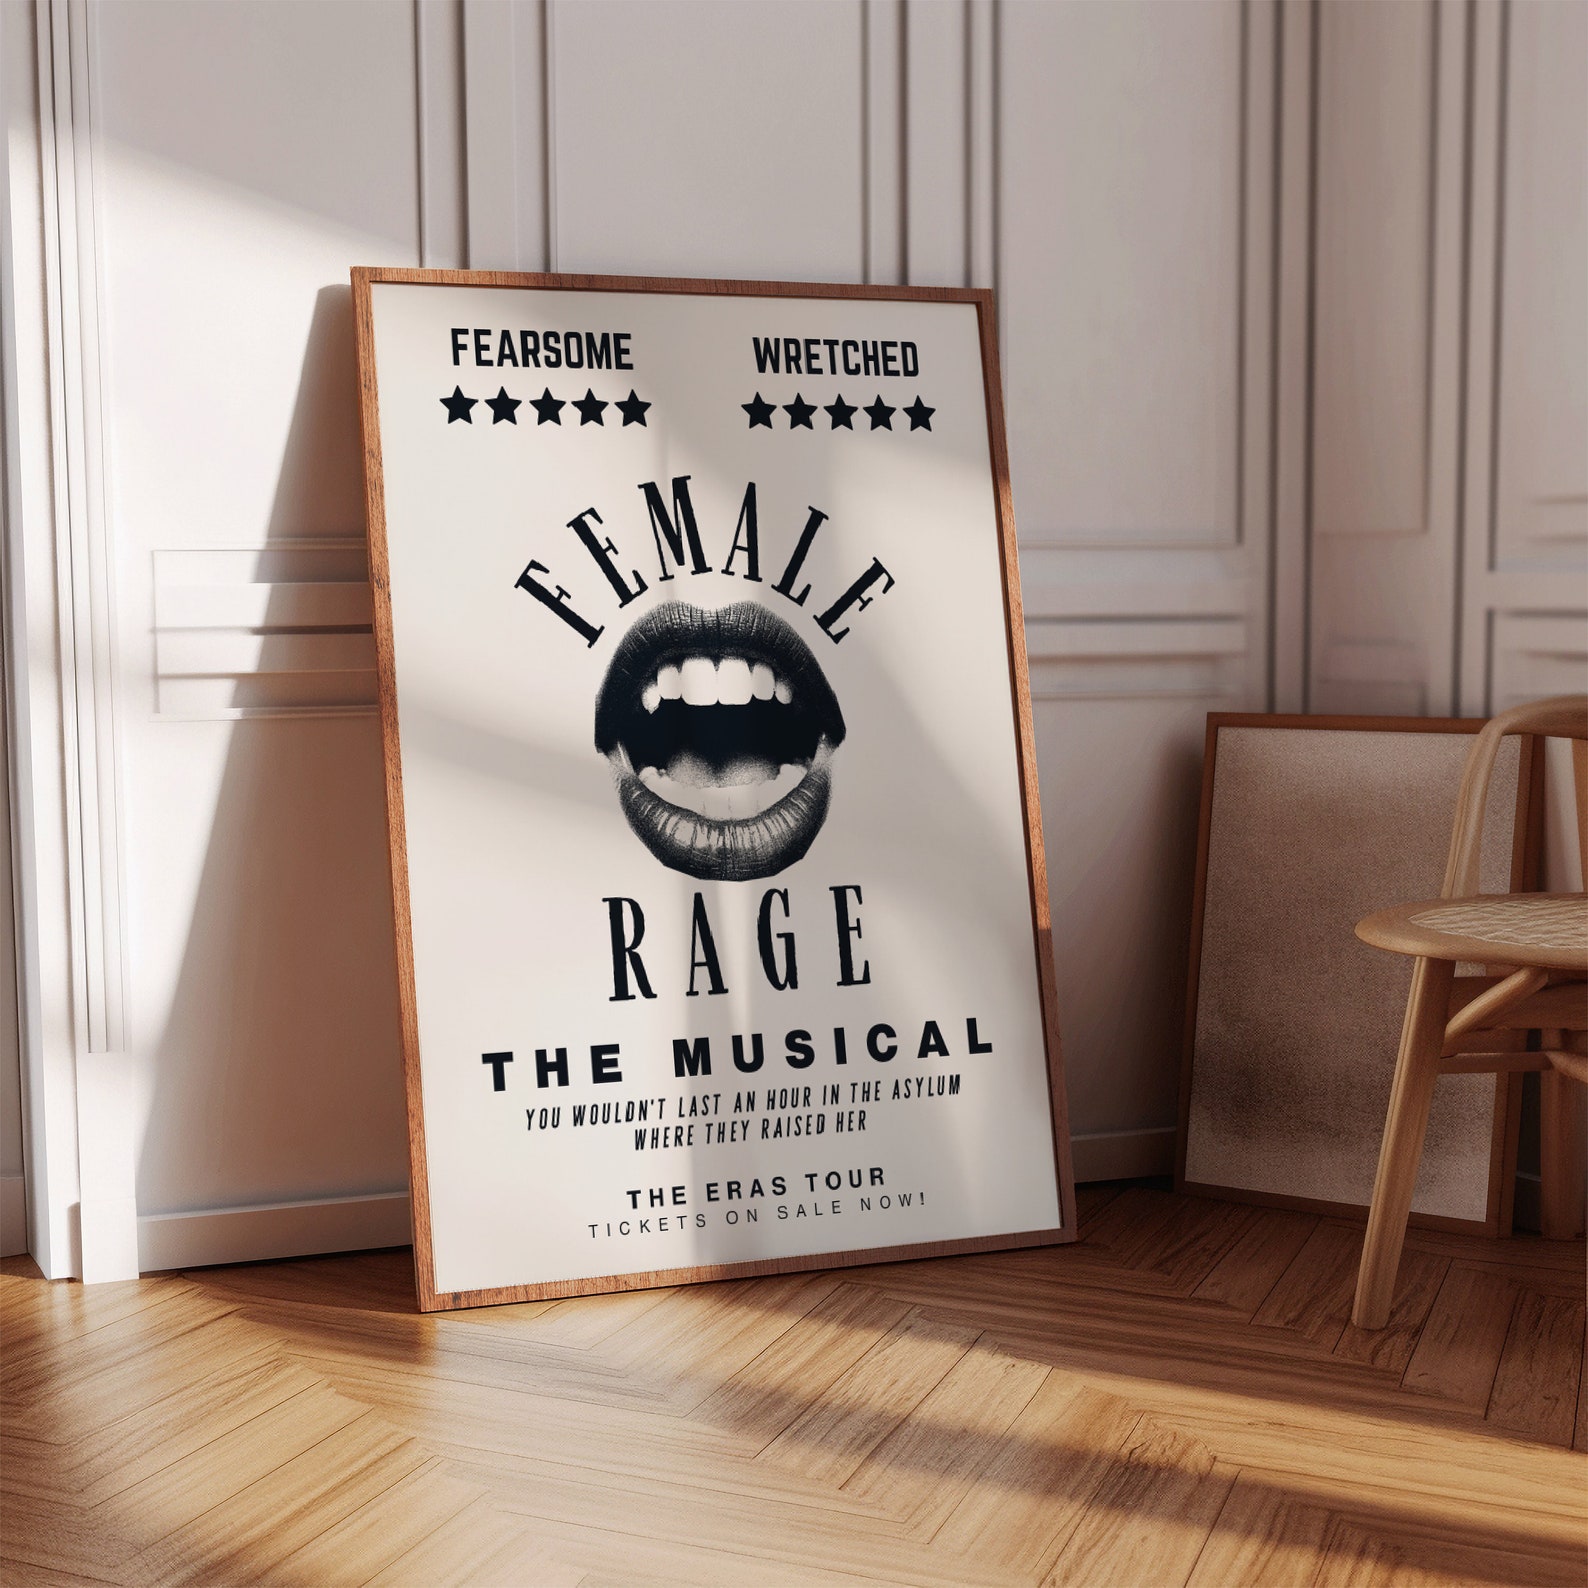 FEARSOME
WRETCHED
FEMALE
RAGE
THE MUSICAL
YOU WOULDN'T LAST AN HOUR IN THE ASYLUM
WHERE THEY RAISED HER
THE ERAS TOUR
TICKETS ON SALE NOW!